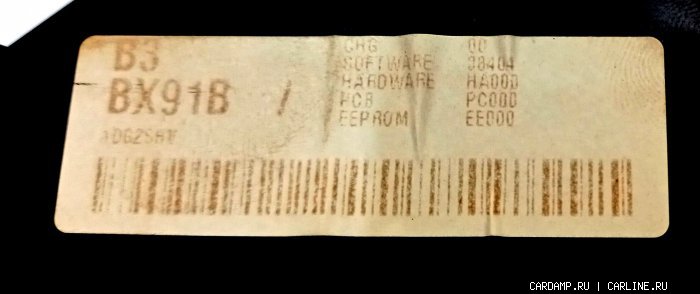 B3
BX91B /
CHG 00
SOFTWARE 38404
HARDWARE HA000
PCB PC000
EEPROM EE000
CARDAMP.RU | CARLINE.RU